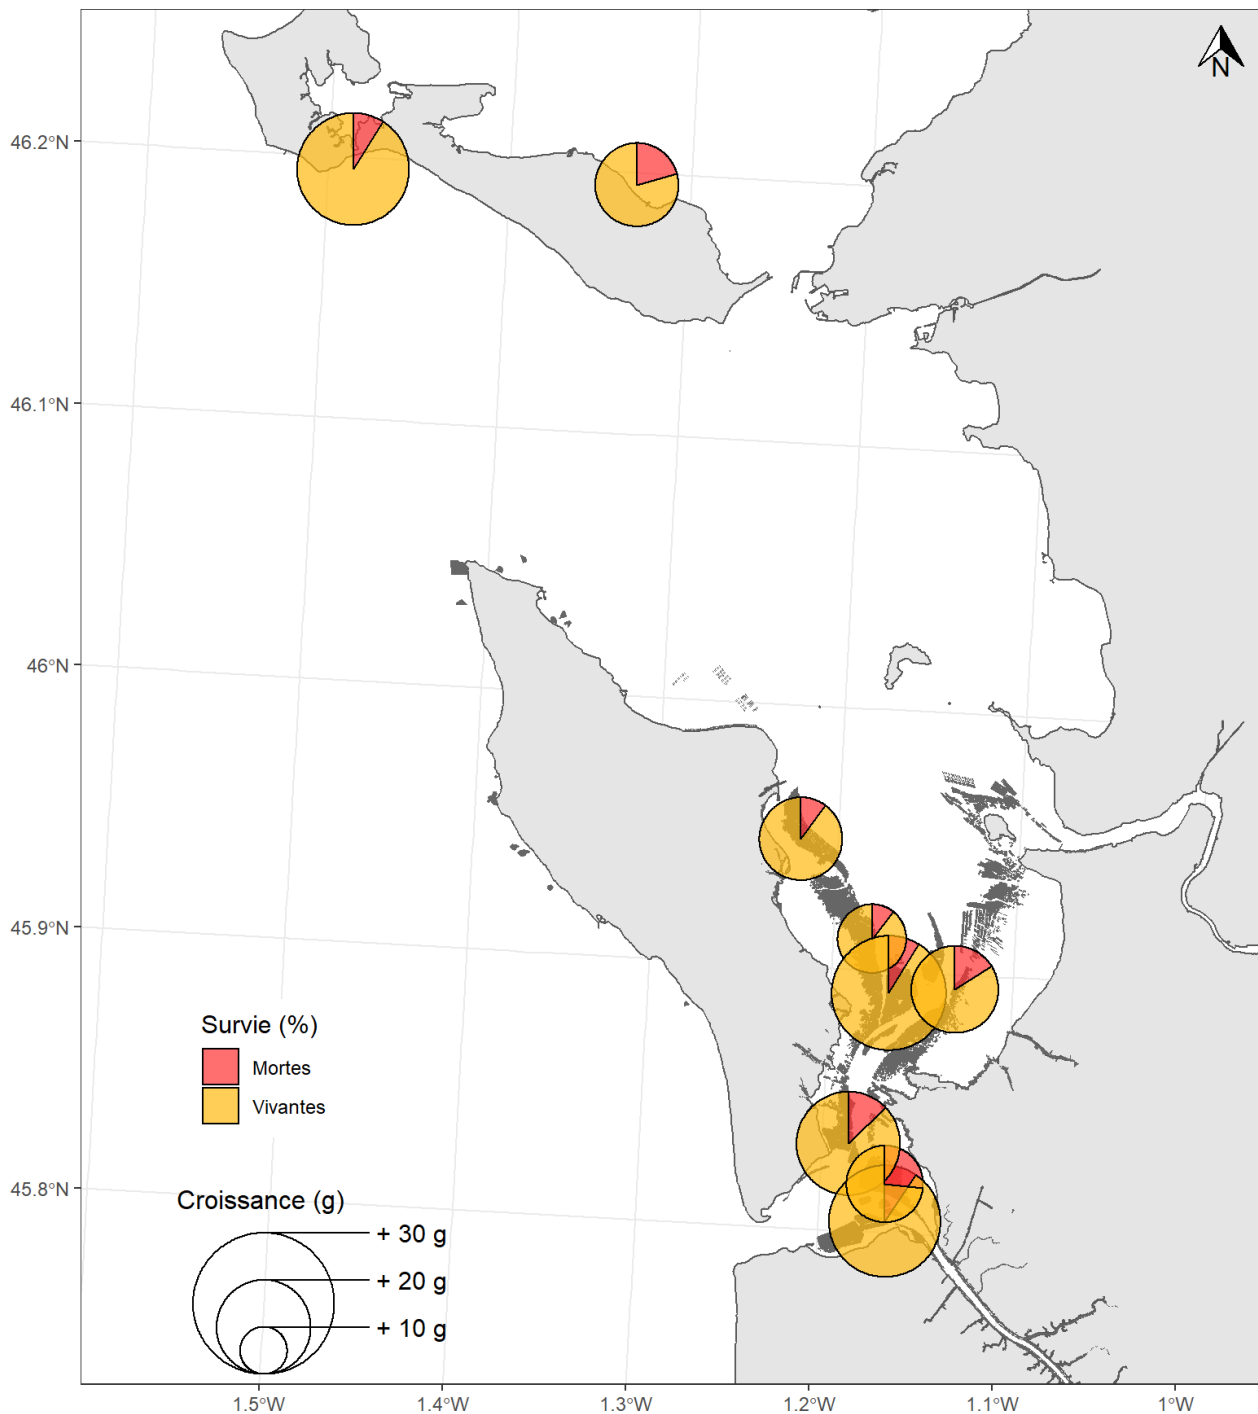 N
46.2°N
46.1°N
46°N
45.9°N
45.8°N
Survie (%)
Mortes
Vivantes
Croissance (g)
+ 30 g
+ 20 g
+ 10 g
1.5°W
1.4°W
1.3°W
1.2°W
1.1°W
1°W